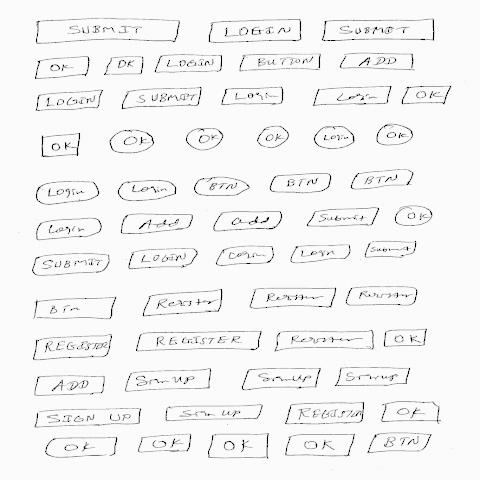 SUBMIT LOGIN SUBMIT
OK OK LOGIN BUTTON ADD
LOGIN SUBMIT Login Login OK
OK OK OK OK Login OK
Login Login BTN BTN BTN
Login Add add Submit OK
SUBMIT LOGIN Login Login Submit
Btn Register Register Register
REGISTER REGISTER Register OK
ADD SignUp SignUp Signup
SIGN UP Sign Up REGISTER OK
OK OK OK OK BTN